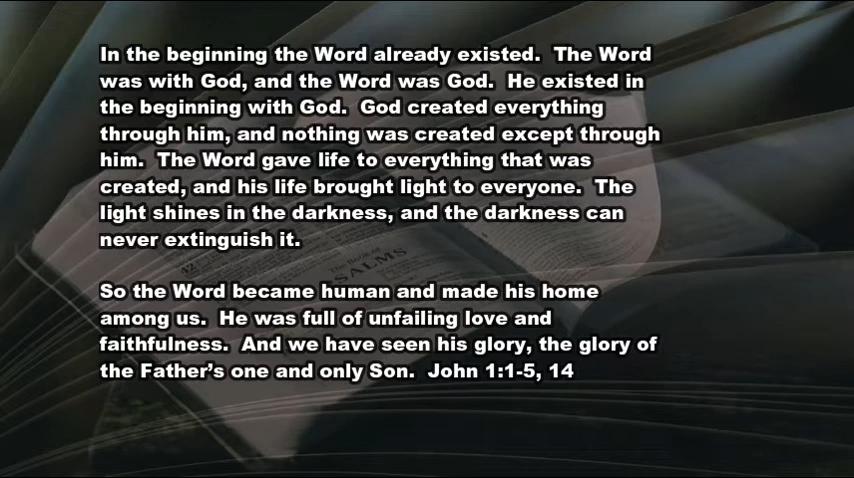 In the beginning the Word already existed.  The Word
was with God, and the Word was God.  He existed in
the beginning with God.  God created everything
through him, and nothing was created except through
him.  The Word gave life to everything that was
created, and his life brought light to everyone.  The
light shines in the darkness, and the darkness can
never extinguish it.
So the Word became human and made his home
among us.  He was full of unfailing love and
faithfulness.  And we have seen his glory, the glory of
the Father's one and only Son.  John 1:1-5, 14
42
The Book of
PSALMS